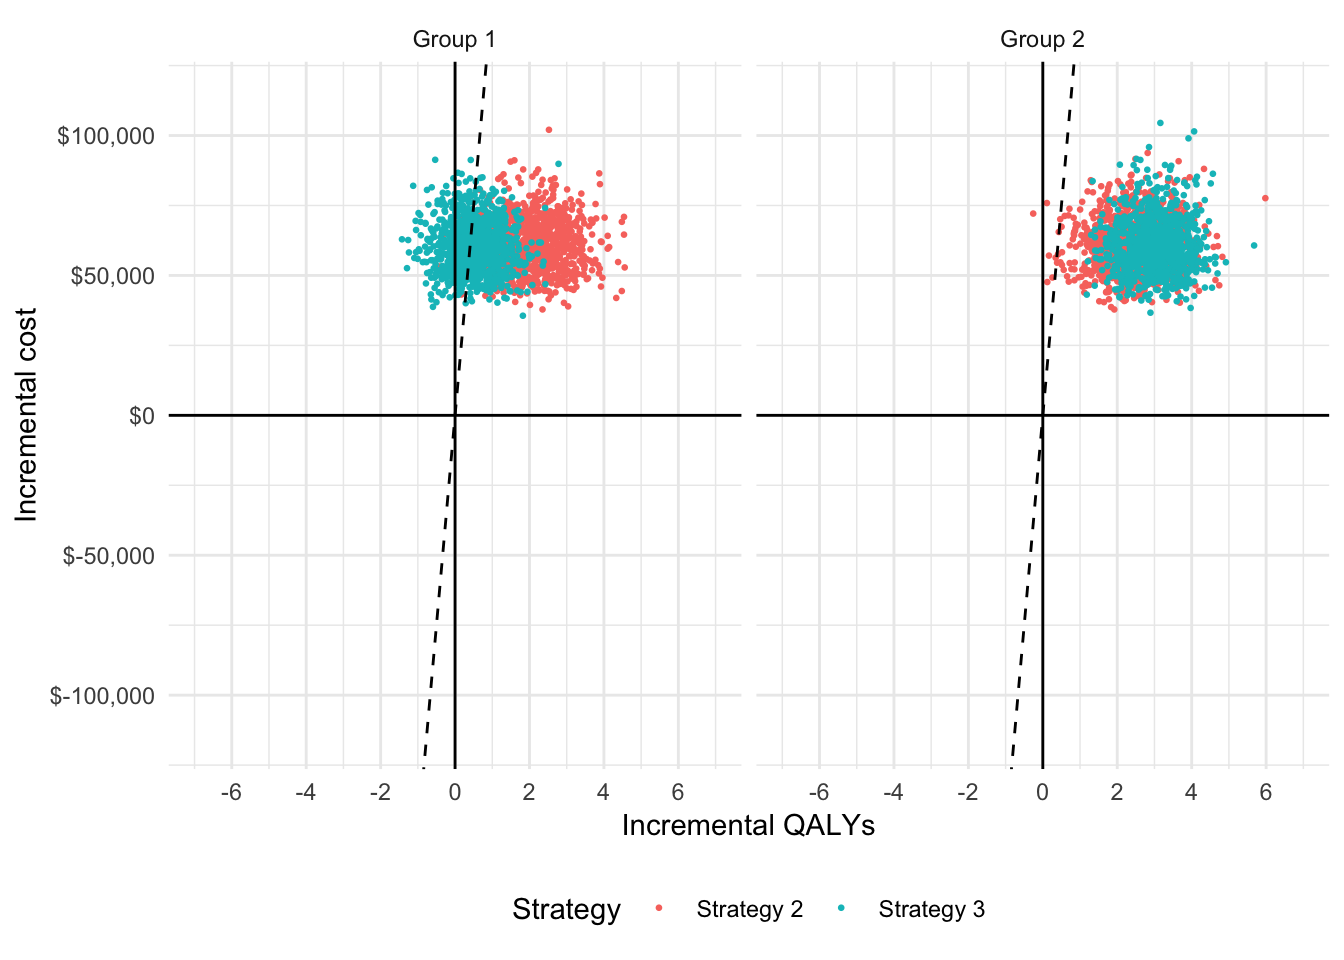 Group 1
Group 2
Incremental cost
$100,000
$50,000
$0
$-50,000
$-100,000
-6 -4 -2 0 2 4 6
-6 -4 -2 0 2 4 6
Incremental QALYs
Strategy Strategy 2 Strategy 3